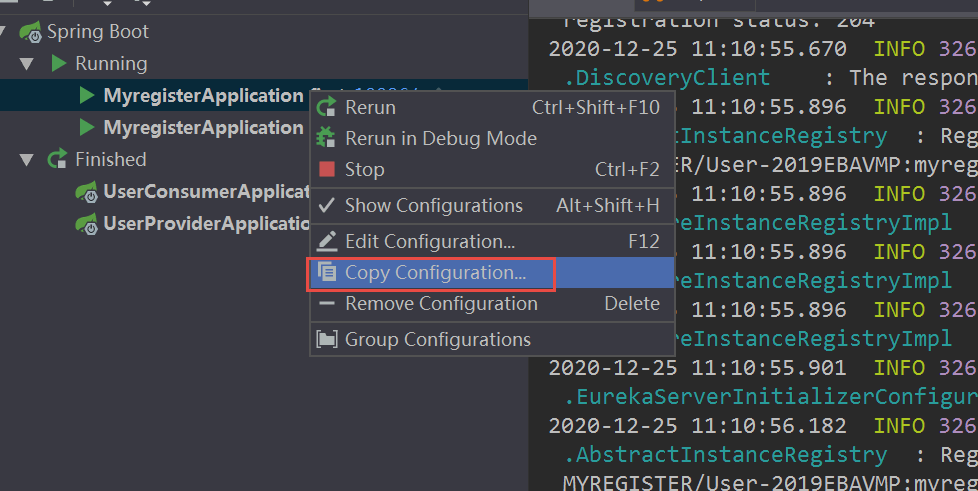 Spring Boot
Running
MyregisterApplication
MyregisterApplication
Finished
UserConsumerApplicat
UserProviderApplicatio
Rerun Ctrl+Shift+F10
Rerun in Debug Mode
Stop Ctrl+F2
Show Configurations Alt+Shift+H
Edit Configuration... F12
Copy Configuration...
Remove Configuration Delete
Group Configurations
registration status: 204
2020-12-25 11:10:55.670 INFO 326
.DiscoveryClient : The respon
11:10:55.896 INFO 326
actInstanceRegistry : Reg
ER/User-2019EBAVMP:myreg
11:10:55.896 INFO 326
reInstanceRegistryImpl
11:10:55.896 INFO 326
reInstanceRegistryImpl
11:10:55.896 INFO 326
reInstanceRegistryImpl
2020-12-25 11:10:55.901 INFO 326
.EurekaServerInitializerConfigur
2020-12-25 11:10:56.182 INFO 326
.AbstractInstanceRegistry : Reg
MYREGISTER/User-2019EBAVMP:myreg